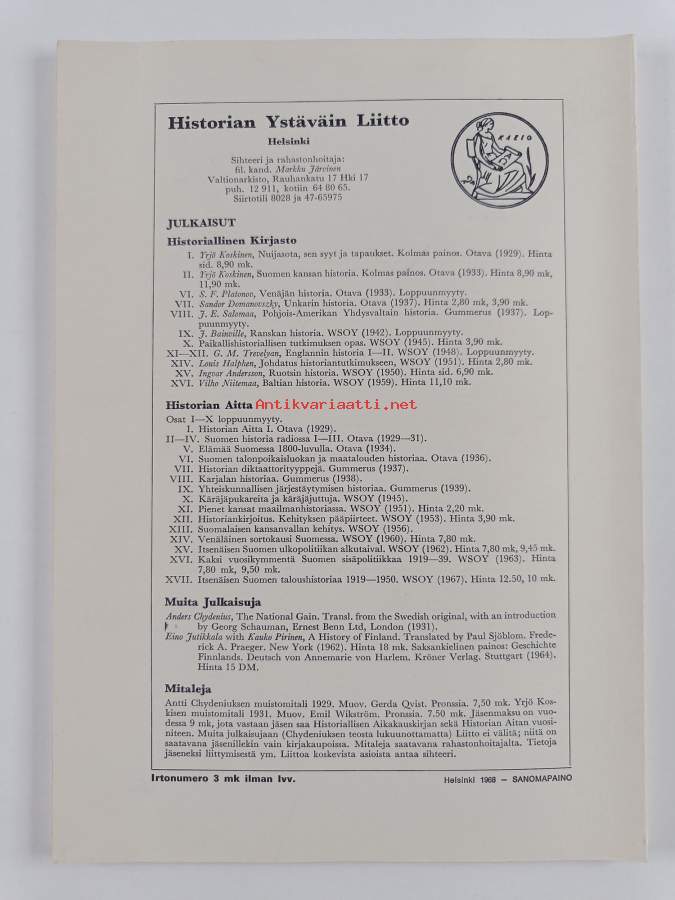 Historian Ystäväin Liitto
Helsinki
KLEIO
Sihteeri ja rahastonhoitaja:
fil. kand. Markku Järvinen
Valtionarkisto, Rauhankatu 17 Hki 17
puh. 12 911, kotiin 64 80 65.
Siirtotili 8028 ja 47-65975
JULKAISUT
Historiallinen Kirjasto
I. Yrjö Koskinen, Nuijasota, sen syyt ja tapaukset. Kolmas painos. Otava (1929). Hinta
sid. 8,90 mk.
II. Yrjö Koskinen, Suomen kansan historia. Kolmas painos. Otava (1933). Hinta 8,90 mk,
11,90 mk.
VI. S. F. Platonov, Venäjän historia. Otava (1933). Loppuunmyyty.
VII. Sandor Domanovszky, Unkarin historia. Otava (1937). Hinta 2,80 mk, 3,90 mk.
VIII. J. E. Salomaa, Pohjois-Amerikan Yhdysvaltain historia. Gummerus (1937). Lop-
puunmyyty.
IX. J. Bainville, Ranskan historia. WSOY (1942). Loppuunmyyty.
X. Paikallishistoriallisen tutkimuksen opas. WSOY (1945). Hinta 3,90 mk.
XI—XII. G. M. Trevelyan, Englannin historia I—II. WSOY (1948). Loppuunmyyty.
XIV. Louis Halphen, Johdatus historiantutkimukseen, WSOY (1951). Hinta 2,80 mk.
XV. Ingvar Andersson, Ruotsin historia. WSOY (1950). Hinta sid. 6,90 mk.
XVI. Vilho Niitemaa, Baltian historia. WSOY (1959). Hinta 11,10 mk.
Historian Aitta Antikvariaatti.net
Osat I—X loppuunmyyty.
I. Historian Aitta I. Otava (1929).
II—IV. Suomen historia radiossa I—III. Otava (1929—31).
V. Elämää Suomessa 1800-luvulla. Otava (1934).
VI. Suomen talonpoikaisluokan ja maatalouden historiaa. Otava (1936).
VII. Historian diktaattorityyppejä. Gummerus (1937).
VIII. Karjalan historiaa. Gummerus (1938).
IX. Yhteiskunnallisen järjestäytymisen historiaa. Gummerus (1939).
X. Käräjäpukareita ja käräjäjuttuja. WSOY (1945).
XI. Pienet kansat maailmanhistoriassa. WSOY (1951). Hinta 2,20 mk.
XII. Historiankirjoitus. Kehityksen pääpiirteet. WSOY (1953). Hinta 3,90 mk.
XIII. Suomalaisen kansanvallan kehitys. WSOY (1956).
XIV. Venäläinen sortokausi Suomessa. WSOY (1960). Hinta 7,80 mk.
XV. Itsenäisen Suomen ulkopolitiikan alkutaival. WSOY (1962). Hinta 7,80 mk, 9,45 mk.
XVI. Kaksi vuosikymmentä Suomen sisäpolitiikkaa 1919—39. WSOY (1963). Hinta
7,80 mk, 9,50 mk.
XVII. Itsenäisen Suomen taloushistoriaa 1919—1950. WSOY (1967). Hinta 12.50, 10 mk.
Muita Julkaisuja
Anders Chydenius, The National Gain. Transl. from the Swedish original, with an introduction
by Georg Schauman, Ernest Benn Ltd, London (1931).
Eino Jutikkala with Kauko Pirinen, A History of Finland. Translated by Paul Sjöblom. Frede-
rick A. Praeger. New York (1962). Hinta 18 mk. Saksankielinen painos: Geschichte
Finnlands. Deutsch von Annemarie von Harlem. Kröner Verlag. Stuttgart (1964).
Hinta 15 DM.
Mitaleja
Antti Chydeniuksen muistomitali 1929. Muov. Gerda Qvist. Pronssia. 7,50 mk. Yrjö Kos-
kisen muistomitali 1931. Muov. Emil Wikström. Pronssia. 7.50 mk. Jäsenmaksu on vuo-
dessa 9 mk, jota vastaan jäsen saa Historiallisen Aikakauskirjan sekä Historian Aitan vuosi-
niteen. Muita julkaisujaan (Chydeniuksen teosta lukuunottamatta) Liitto ei välitä; niitä on
saatavana jäsenillekin vain kirjakaupoissa. Mitaleja saatavana rahastonhoitajalta. Tietoja
jäseneksi liittymisestä ym. Liittoa koskevista asioista antaa sihteeri.
Irtonumero 3 mk ilman lvv.
Helsinki 1968 — SANOMAPAINO